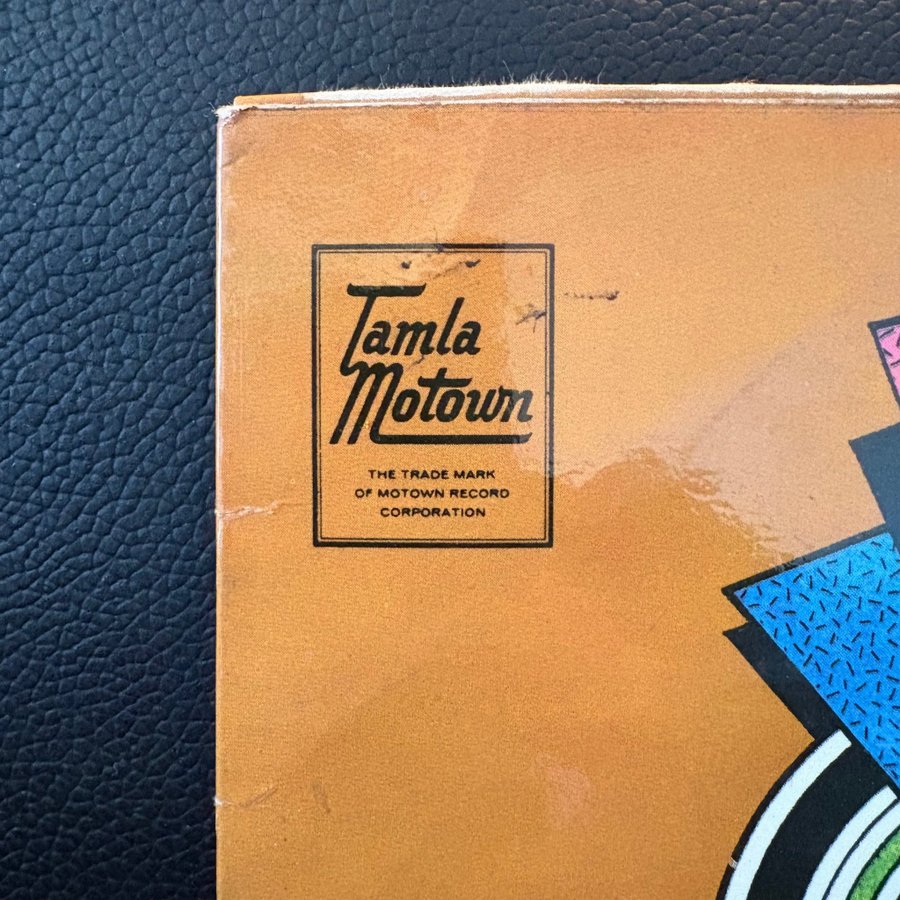 Tamla
Motown
THE TRADE MARK
OF MOTOWN RECORD
CORPORATION